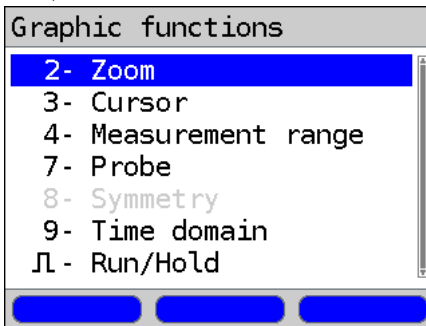 Graphic functions
2- Zoom
3- Cursor
4- Measurement range
7- Probe
8- Symmetry
9- Time domain
⎍- Run/Hold